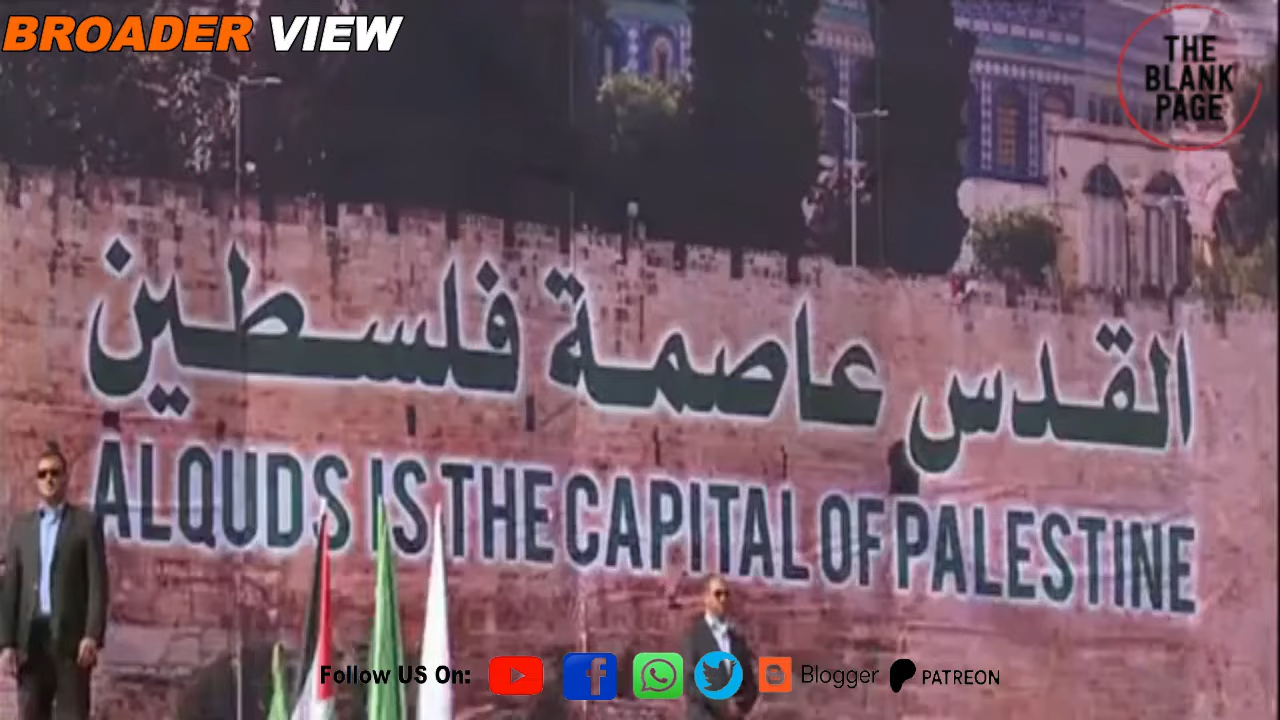 BROADER VIEW
THE
BLANK
PAGE
القدس عاصمة فلسطين
ALQUDS IS THE CAPITAL OF PALESTINE
Follow US On:
Blogger
PATREON